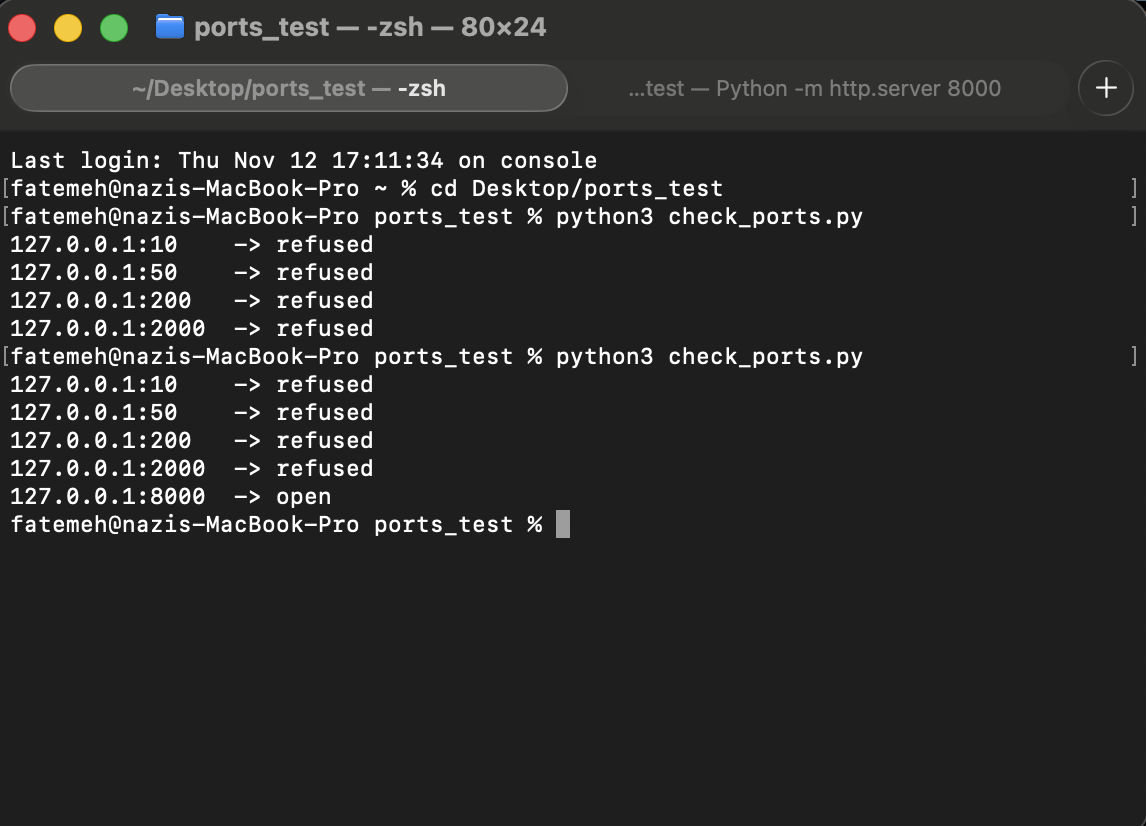 ports_test — -zsh — 80×24
~/Desktop/ports_test — -zsh
...test — Python -m http.server 8000
+
Last login: Thu Nov 12 17:11:34 on console
[fatemeh@nazis-MacBook-Pro ~ % cd Desktop/ports_test ]
[fatemeh@nazis-MacBook-Pro ports_test % python3 check_ports.py ]
127.0.0.1:10    -> refused
127.0.0.1:50    -> refused
127.0.0.1:200   -> refused
127.0.0.1:2000  -> refused
[fatemeh@nazis-MacBook-Pro ports_test % python3 check_ports.py ]
127.0.0.1:10    -> refused
127.0.0.1:50    -> refused
127.0.0.1:200   -> refused
127.0.0.1:2000  -> refused
127.0.0.1:8000  -> open
fatemeh@nazis-MacBook-Pro ports_test %